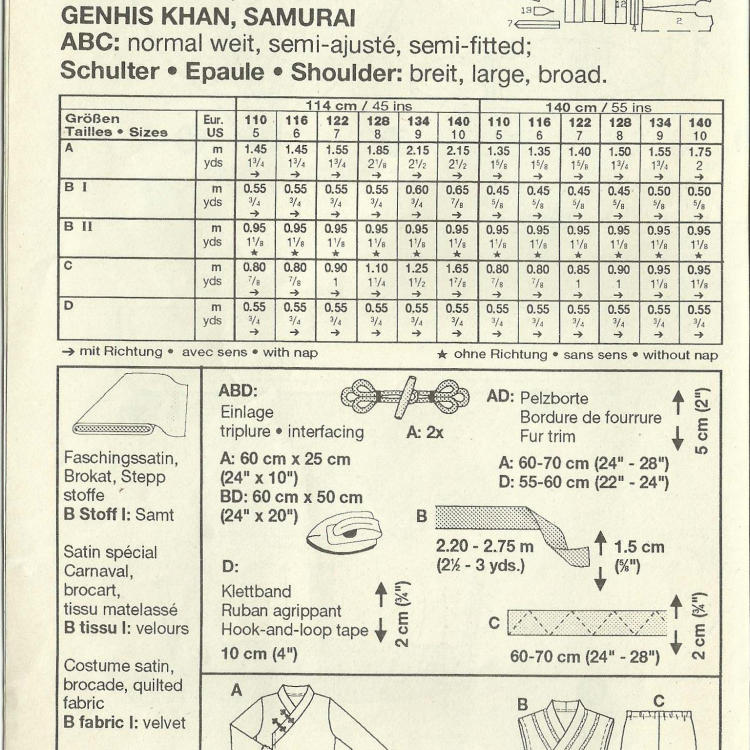 GENHIS KHAN, SAMURAI
ABC: normal weit, semi-ajusté, semi-fitted;
Schulter • Epaule • Shoulder: breit, large, broad.
13
7
2
2
4
114 cm / 45 ins 140 cm / 55 ins
Größen Eur. 110 116 122 128 134 140 110 116 122 128 134 140
Tailles • Sizes US 5 6 7 8 9 10 5 6 7 8 9 10
A m 1.45 1.45 1.55 1.85 2.15 2.15 1.35 1.35 1.40 1.50 1.55 1.75
yds 1³/₄ 1³/₄ 1³/₄ 2¹/₈ 2¹/₂ 2¹/₂ 1⁵/₈ 1⁵/₈ 1⁵/₈ 1³/₄ 1³/₄ 2
→ → → → → → → → → → → →
B I m 0.55 0.55 0.55 0.55 0.60 0.65 0.45 0.45 0.45 0.45 0.50 0.50
yds ³/₄ ³/₄ ³/₄ ³/₄ ³/₄ ⁷/₈ ⁵/₈ ⁵/₈ ⁵/₈ ⁵/₈ ⁵/₈ ⁵/₈
→ → → → → → → → → → → →
B II m 0.95 0.95 0.95 0.95 0.95 0.95 0.95 0.95 0.95 0.95 0.95 0.95
yds 1¹/₈ 1¹/₈ 1¹/₈ 1¹/₈ 1¹/₈ 1¹/₈ 1¹/₈ 1¹/₈ 1¹/₈ 1¹/₈ 1¹/₈ 1¹/₈
★ ★ ★ ★ ★ ★ ★ ★ ★ ★ ★ ★
C m 0.80 0.80 0.90 1.10 1.25 1.65 0.80 0.80 0.85 0.90 0.95 0.95
yds ⁷/₈ ⁷/₈ 1 1¹/₄ 1¹/₂ 1⁷/₈ ⁷/₈ ⁷/₈ 1 1 1¹/₈ 1¹/₈
→ → → → → → → → → → → →
D m 0.55 0.55 0.55 0.55 0.55 0.55 0.55 0.55 0.55 0.55 0.55 0.55
yds ³/₄ ³/₄ ³/₄ ³/₄ ³/₄ ³/₄ ³/₄ ³/₄ ³/₄ ³/₄ ³/₄ ³/₄
→ → → → → → → → → → → →
→ mit Richtung • avec sens • with nap ★ ohne Richtung • sans sens • without nap
Faschingssatin,
Brokat, Stepp
stoffe
B Stoff I: Samt
Satin spécial
Carnaval,
brocart,
tissu matelassé
B tissu I: velours
Costume satin,
brocade, quilted
fabric
B fabric I: velvet
ABD:
Einlage
triplure • interfacing
A: 60 cm x 25 cm
(24" x 10")
BD: 60 cm x 50 cm
(24" x 20")
A: 2x
AD: Pelzborte
Bordure de fourrure
Fur trim
5 cm (2")
A: 60-70 cm (24" - 28")
D: 55-60 cm (22" - 24")
B
2.20 - 2.75 m
(2½ - 3 yds.)
1.5 cm
(⅝")
D:
Klettband
Ruban agrippant
Hook-and-loop tape
10 cm (4")
2 cm (¾")
C
60-70 cm (24" - 28")
2 cm (¾")
A
B
C